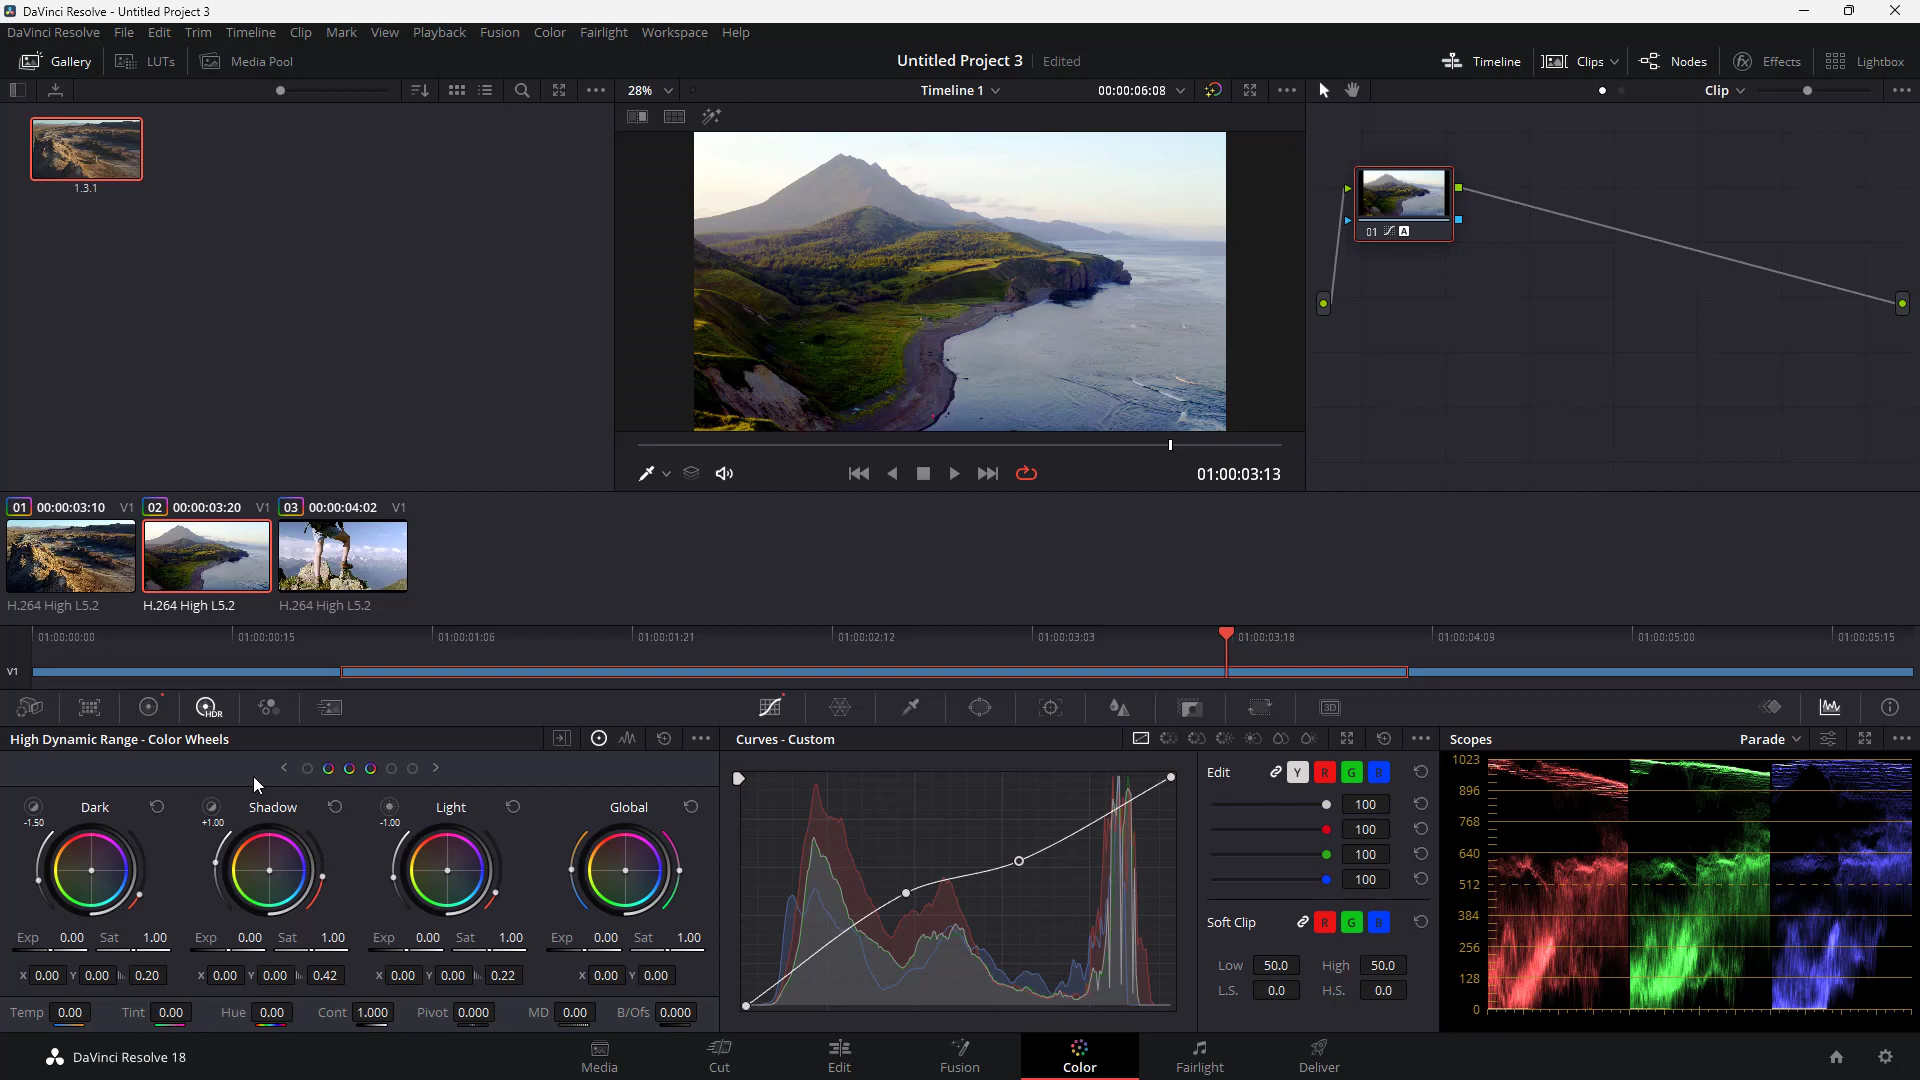 DaVinci Resolve - Untitled Project 3
DaVinci Resolve File Edit Trim Timeline Clip Mark View Playback Fusion Color Fairlight Workspace Help
Gallery LUTs Media Pool Untitled Project 3 Edited Timeline Clips Nodes Effects Lightbox
28% Timeline 1 00:00:06:08 Clip
1.3.1
01 A
01:00:03:13
01 00:00:03:10 V1 02 00:00:03:20 V1 03 00:00:04:02 V1
H.264 High L5.2 H.264 High L5.2 H.264 High L5.2
01:00:00:00 01:00:00:15 01:00:01:06 01:00:01:21 01:00:02:12 01:00:03:03 01:00:03:18 01:00:04:09 01:00:05:00 01:00:05:15
V1
HDR 3D
High Dynamic Range - Color Wheels Curves - Custom Scopes Parade
Dark Shadow Light Global
-1.50 +1.00 -1.00
Exp 0.00 Sat 1.00 Exp 0.00 Sat 1.00 Exp 0.00 Sat 1.00 Exp 0.00 Sat 1.00
X 0.00 Y 0.00 0.20 X 0.00 Y 0.00 0.42 X 0.00 Y 0.00 0.22 X 0.00 Y 0.00
Temp 0.00 Tint 0.00 Hue 0.00 Cont 1.000 Pivot 0.000 MD 0.00 B/Ofs 0.000
Edit Y R G B
100
100
100
100
Soft Clip R G B
Low 50.0 High 50.0
L.S. 0.0 H.S. 0.0
1023
896
768
640
512
384
256
128
0
DaVinci Resolve 18 Media Cut Edit Fusion Color Fairlight Deliver